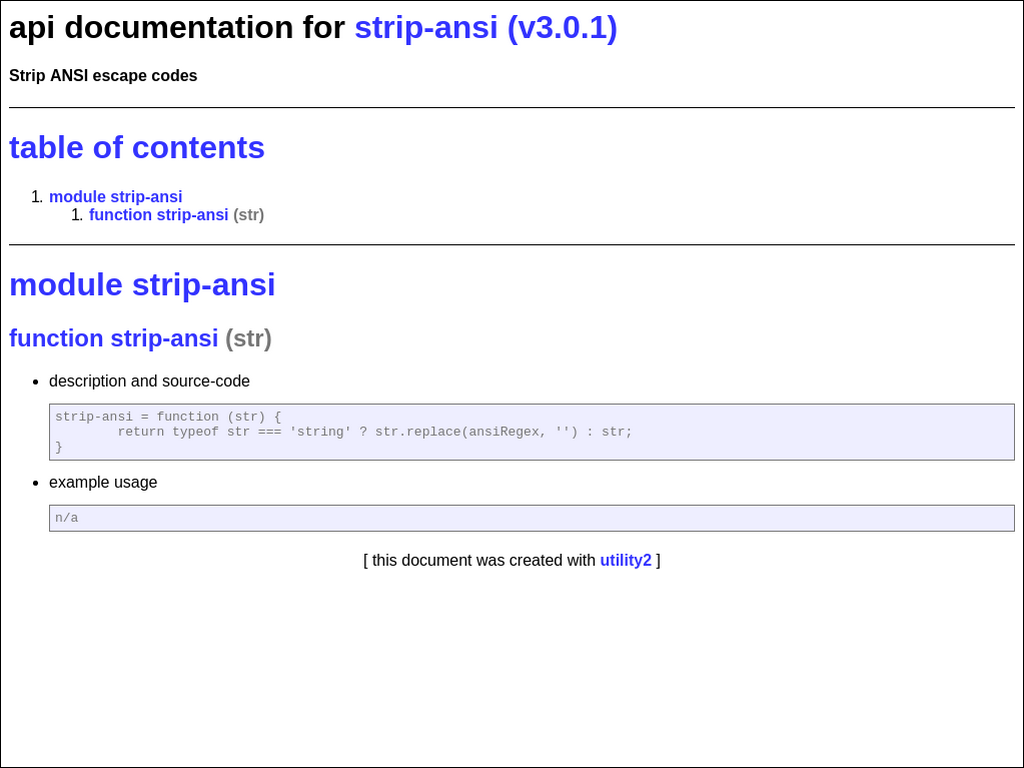 api documentation for strip-ansi (v3.0.1)
Strip ANSI escape codes
table of contents
1. module strip-ansi
1. function strip-ansi (str)
module strip-ansi
function strip-ansi (str)
• description and source-code
strip-ansi = function (str) {
        return typeof str === 'string' ? str.replace(ansiRegex, '') : str;
}
• example usage
n/a
[ this document was created with utility2 ]